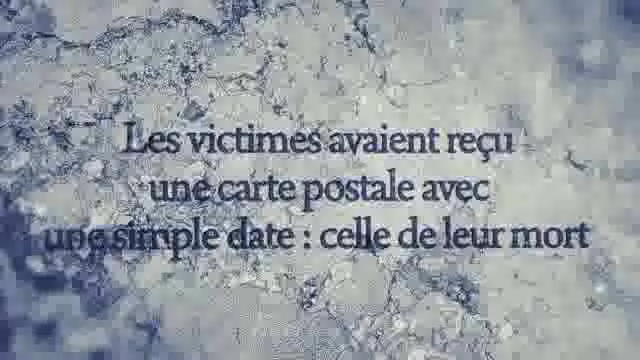 Les victimes avaient reçu
une carte postale avec
une simple date : celle de leur mort